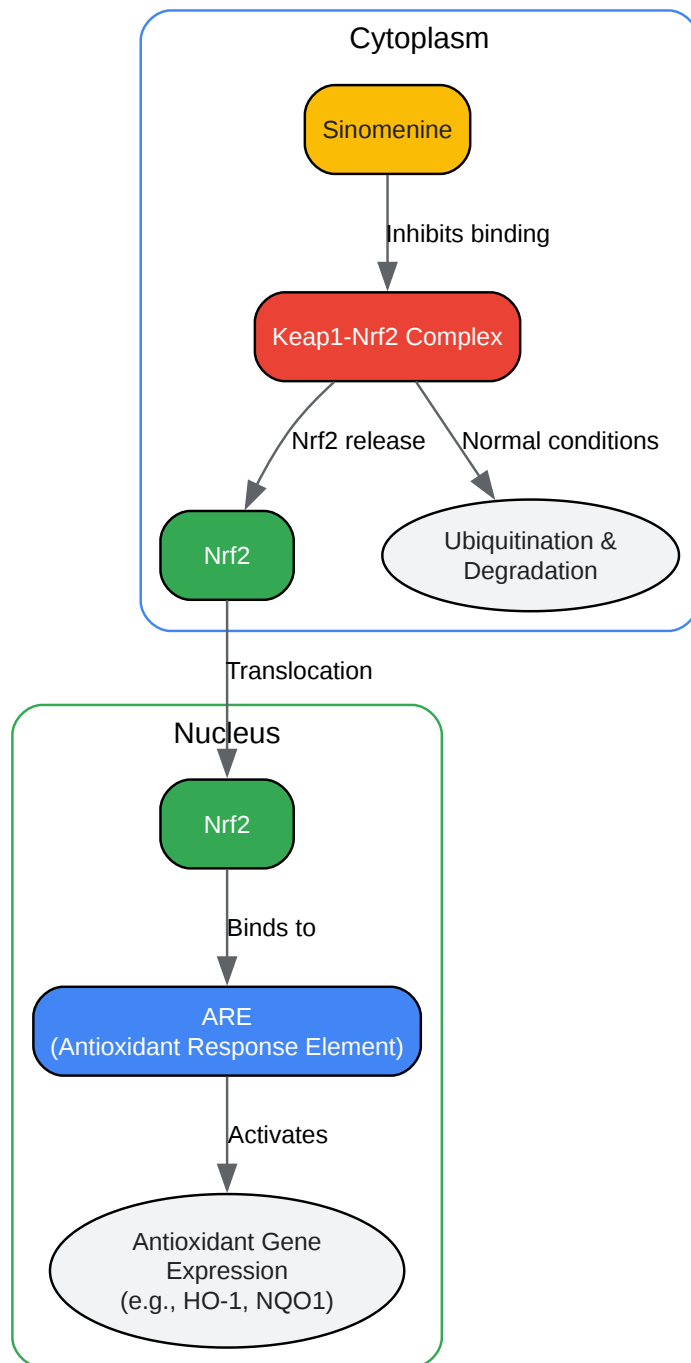 Cytoplasm
Sinomenine
Inhibits binding
Keap1-Nrf2 Complex
Nrf2 release
Normal conditions
Nrf2
Ubiquitination &
Degradation
Translocation
Nucleus
Nrf2
Binds to
ARE
(Antioxidant Response Element)
Activates
Antioxidant Gene
Expression
(e.g., HO-1, NQO1)